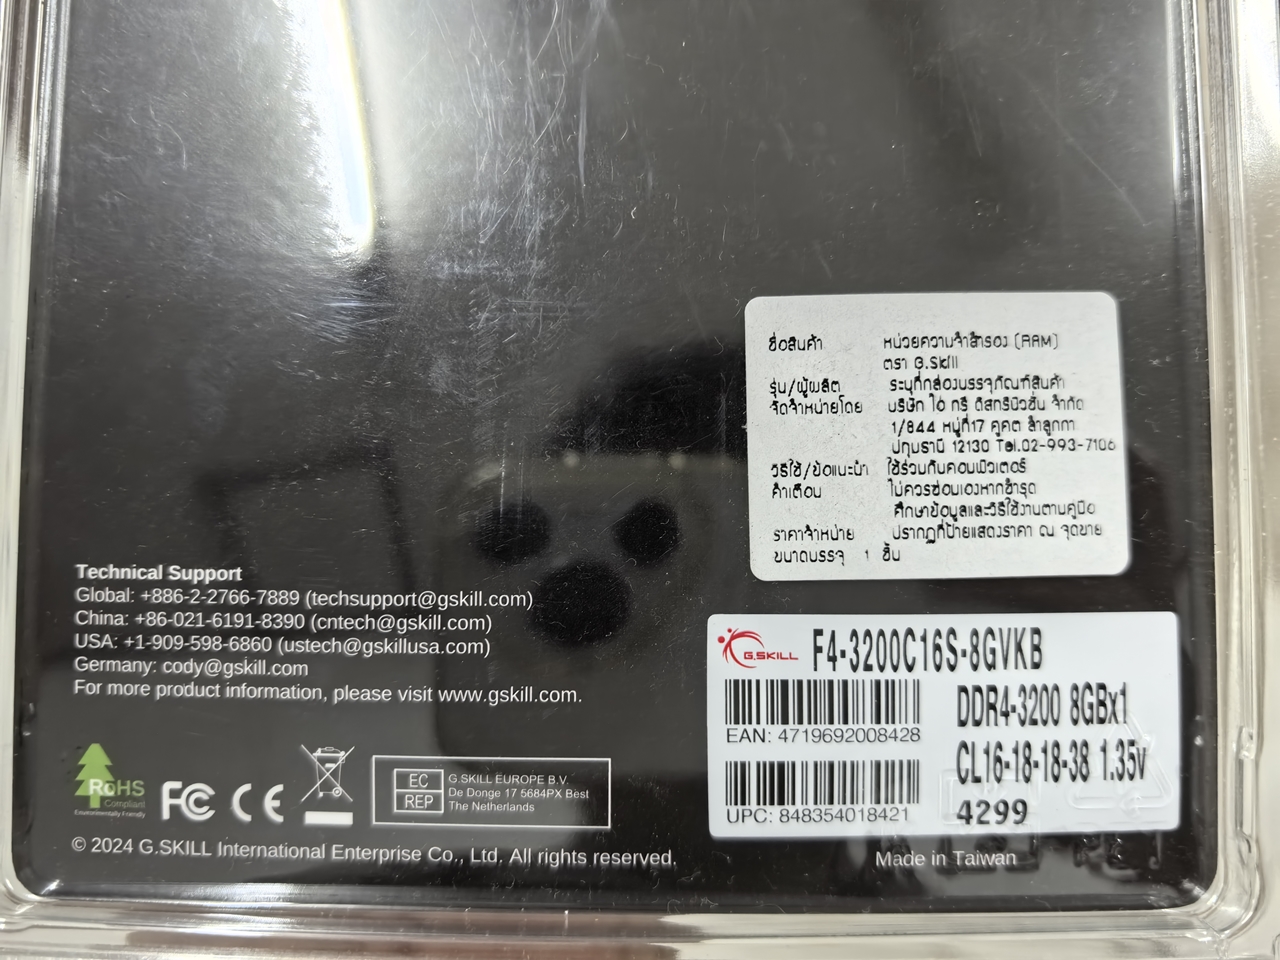 ชื่อสินค้า หน่วยความจำสำรอง (RAM)
ตรา G.Skill
รุ่น/ผู้ผลิต ระบุที่กล่องบรรจุภัณฑ์สินค้า
จัดจำหน่ายโดย บริษัท ไอ ทรี ดิสทริบิวชั่น จำกัด
1/844 หมู่ที่17 คูคต ลำลูกกา
ปทุมธานี 12130 Tel.02-993-7106
วิธีใช้/ข้อแนะนำ ใช้ร่วมกับคอมพิวเตอร์
คำเตือน ไม่ควรซ่อมเองหากชำรุด
ศึกษาข้อมูลและวิธีใช้งานตามคู่มือ
ราคาจำหน่าย ปรากฏที่ป้ายแสดงราคา ณ จุดขาย
ขนาดบรรจุ 1 ชิ้น
Technical Support
Global: +886-2-2766-7889 (techsupport@gskill.com)
China: +86-021-6191-8390 (cntech@gskill.com)
USA: +1-909-598-6860 (ustech@gskillusa.com)
Germany: cody@gskill.com
For more product information, please visit www.gskill.com.
G.SKILL F4-3200C16S-8GVKB
DDR4-3200 8GBx1
EAN: 4719692008428
CL16-18-18-38 1.35v
UPC: 848354018421
4299
RoHS
Compliant
Environmentally Friendly
FC CE
EC REP
G.SKILL EUROPE B.V.
De Donge 17 5684PX Best
The Netherlands
© 2024 G.SKILL International Enterprise Co., Ltd. All rights reserved.
Made in Taiwan